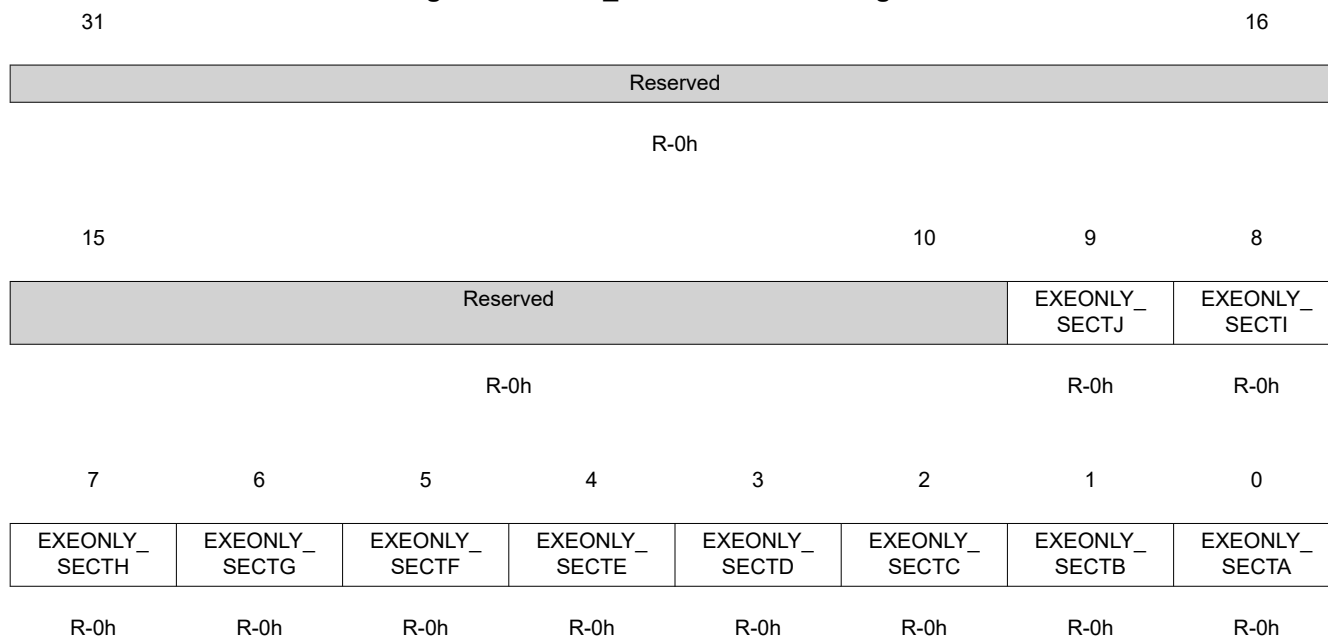 31 16
Reserved
R-0h
15 10 9 8
Reserved EXEONLY_ SECTJ EXEONLY_ SECTI
R-0h R-0h R-0h
7 6 5 4 3 2 1 0
EXEONLY_ SECTH EXEONLY_ SECTG EXEONLY_ SECTF EXEONLY_ SECTE EXEONLY_ SECTD EXEONLY_ SECTC EXEONLY_ SECTB EXEONLY_ SECTA
R-0h R-0h R-0h R-0h R-0h R-0h R-0h R-0h